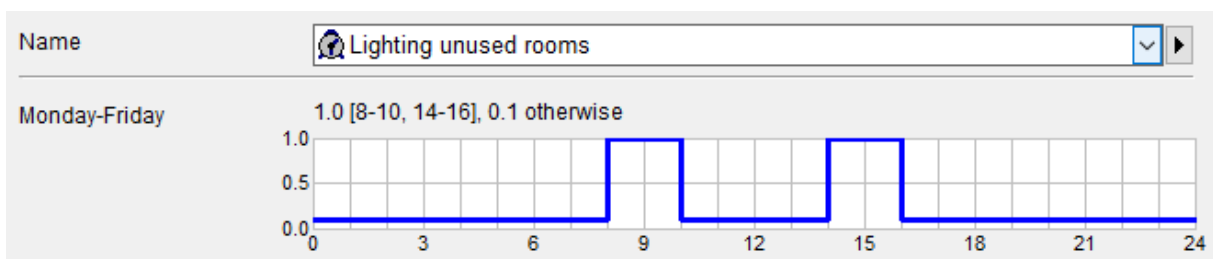 Name
Lighting unused rooms
Monday-Friday
1.0 [8-10, 14-16], 0.1 otherwise
1.0
0.5
0.0
0 3 6 9 12 15 18 21 24